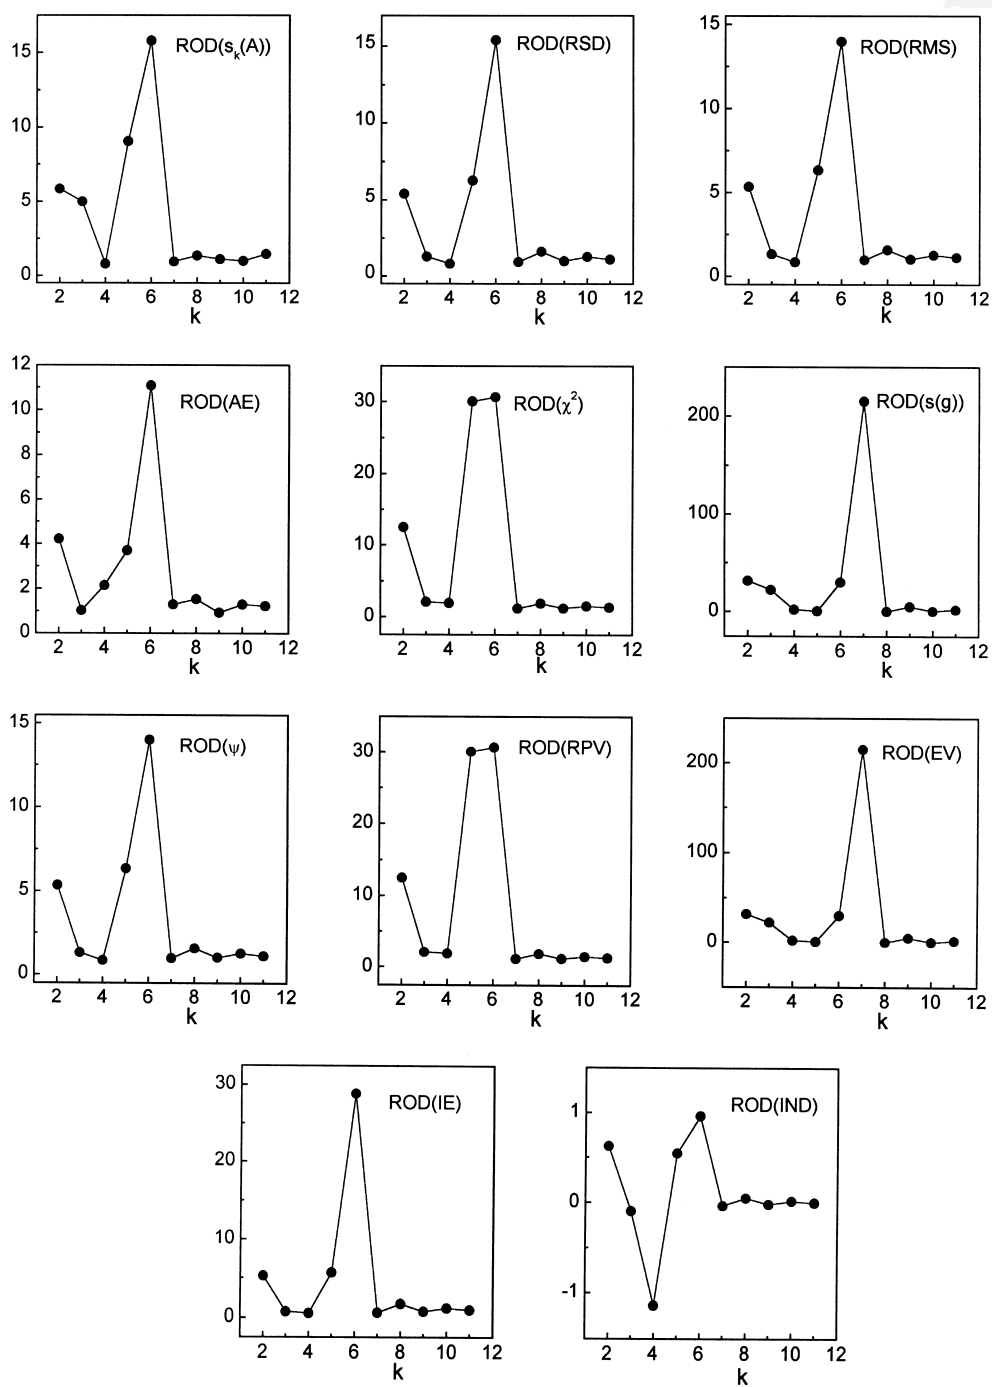 ROD(sk(A))
15
10
5
0
2 4 6 8 10 12
k
ROD(RSD)
15
10
5
0
2 4 6 8 10 12
k
ROD(RMS)
15
10
5
0
2 4 6 8 10 12
k
ROD(AE)
12
10
8
6
4
2
0
2 4 6 8 10 12
k
ROD(χ²)
30
20
10
0
2 4 6 8 10 12
k
ROD(s(g))
200
100
0
2 4 6 8 10 12
k
ROD(ψ)
15
10
5
0
2 4 6 8 10 12
k
ROD(RPV)
30
20
10
0
2 4 6 8 10 12
k
ROD(EV)
200
100
0
2 4 6 8 10 12
k
ROD(IE)
30
20
10
0
2 4 6 8 10 12
k
ROD(IND)
1
0
-1
2 4 6 8 10 12
k